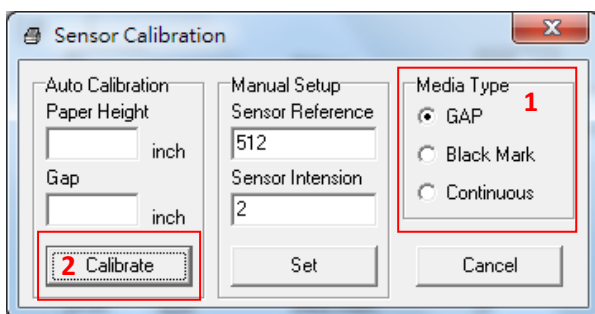 Sensor Calibration
Auto Calibration
Paper Height
inch
Gap
inch
2 Calibrate
Manual Setup
Sensor Reference
512
Sensor Intension
2
Set
Media Type
1
GAP
Black Mark
Continuous
Cancel